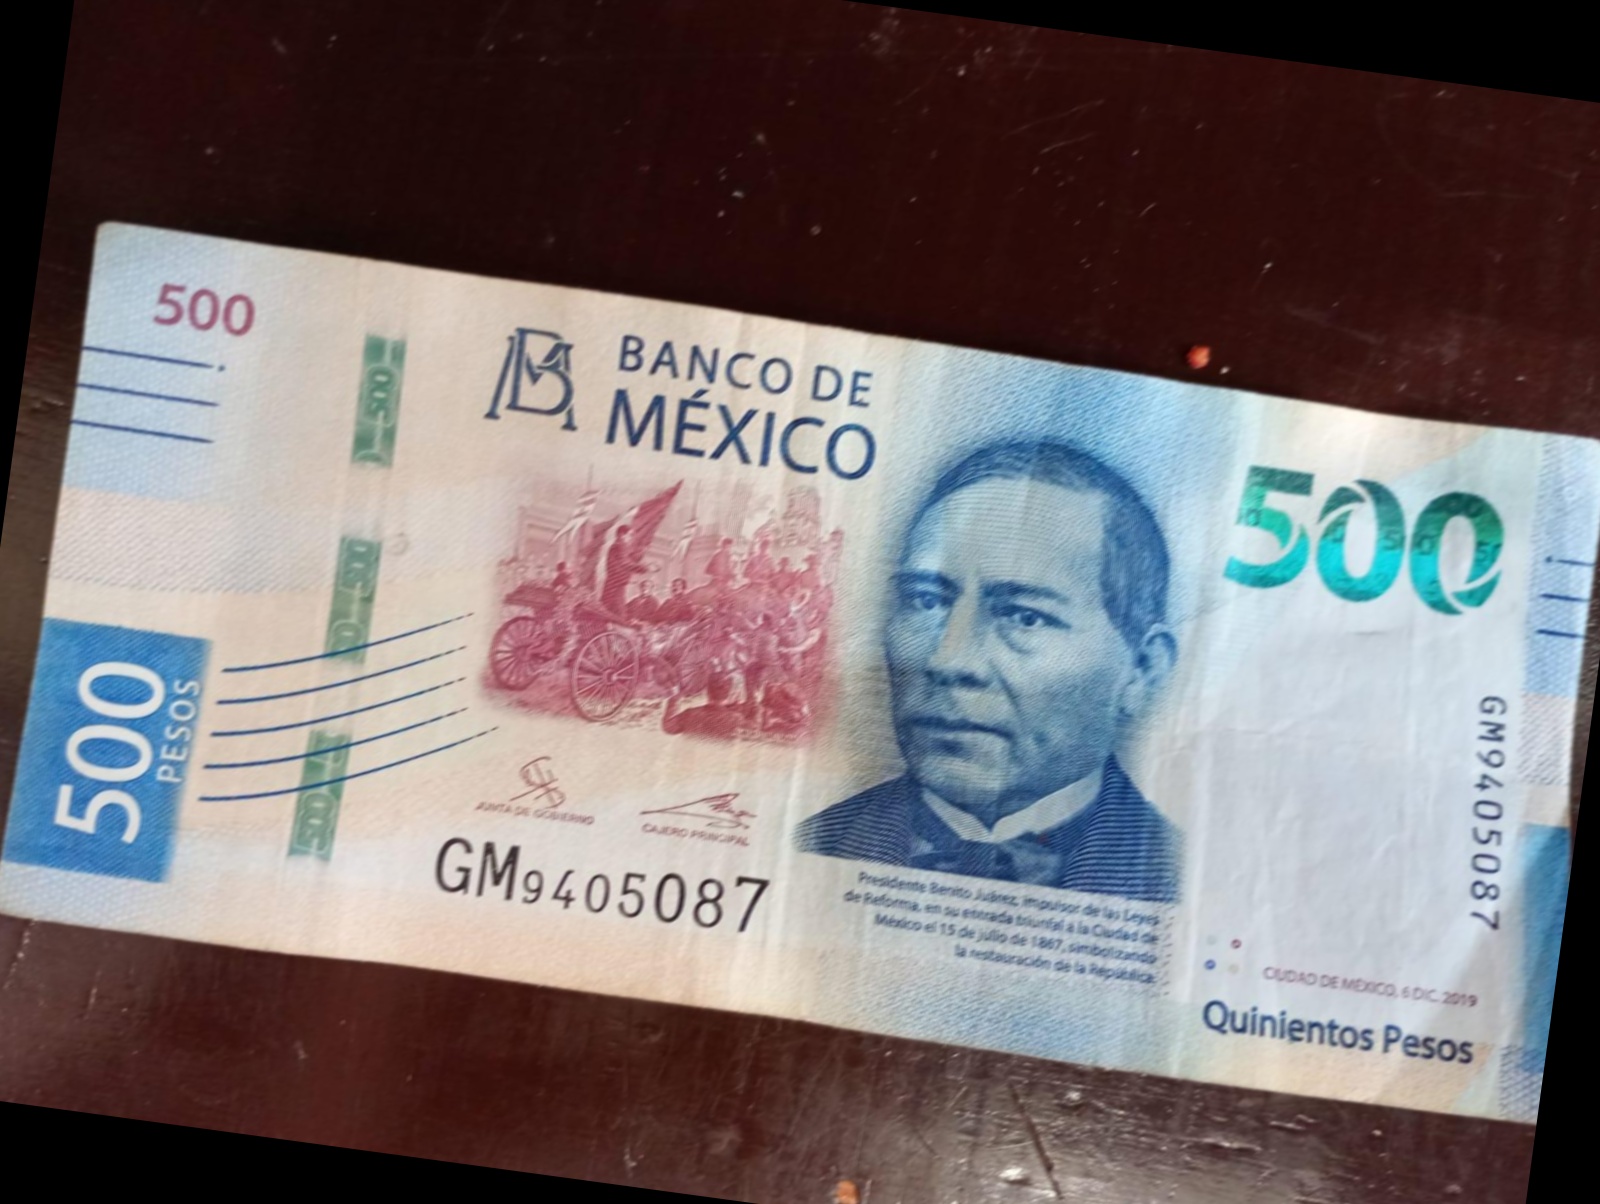 500
BANCO DE
MÉXICO
500
500
PESOS
JUNTA DE GOBIERNO
CAJERO PRINCIPAL
GM9405087
GM9405087
Presidente Benito Juárez, impulsor de las Leyes
de Reforma, en su entrada triunfal a la Ciudad de
México el 15 de julio de 1867, simbolizando
la restauración de la República.
CIUDAD DE MÉXICO, 6 DIC. 2019
Quinientos Pesos